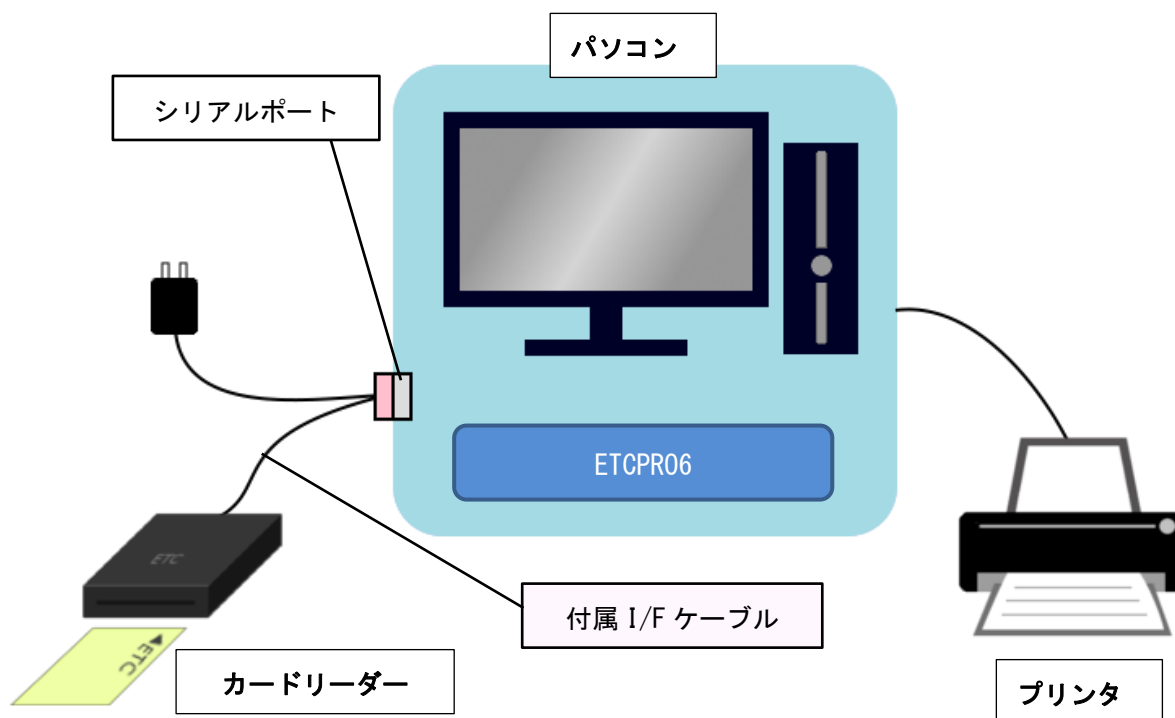 パソコン
シリアルポート
ETCPRO6
ETC
付属 I/F ケーブル
▲ETC
カードリーダー
プリンタ